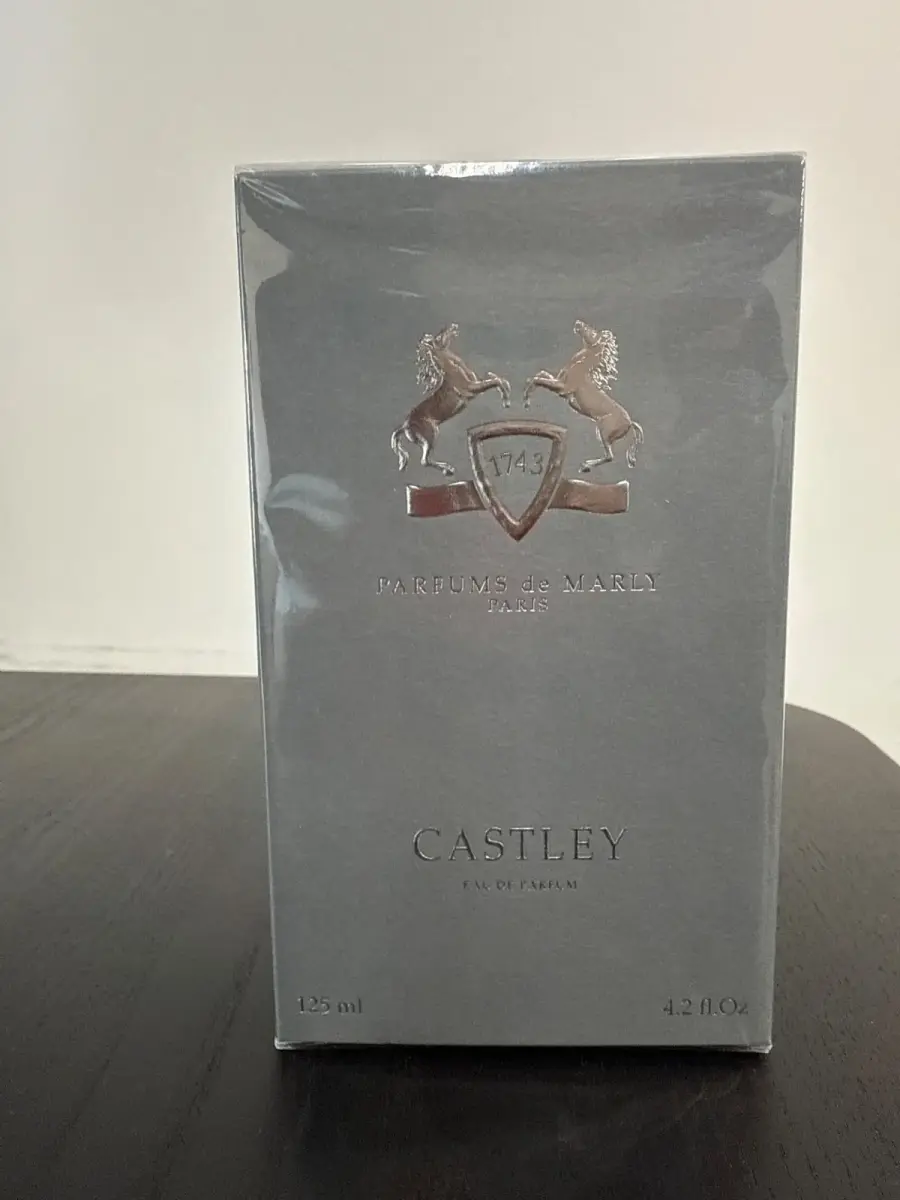 1743
PARFUMS de MARLY
PARIS
CASTLEY
EAU DE PARFUM
125 ml
4.2 fl.Oz